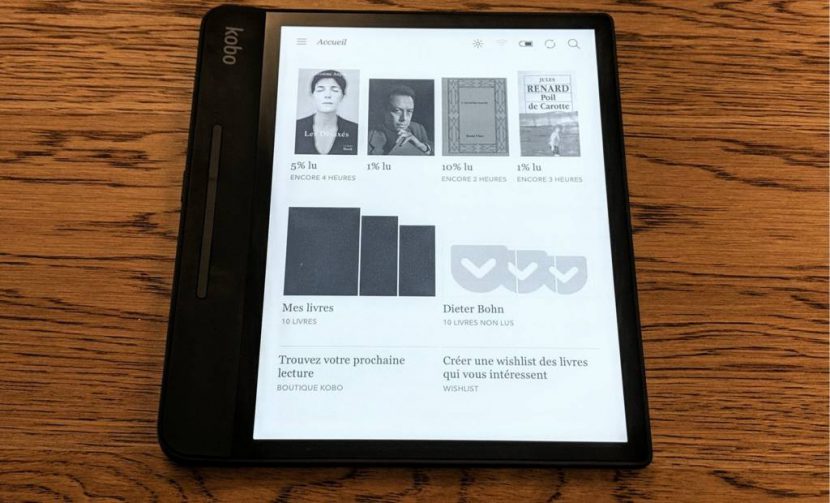 kobo
Accueil
Les Dévixés
JULES
RENARD
Poil
de Carotte
5% lu
1% lu
10% lu
1% lu
ENCORE 4 HEURES
ENCORE 2 HEURES
ENCORE 3 HEURES
Mes livres
10 LIVRES
Dieter Bohn
10 LIVRES NON LUS
Trouvez votre prochaine
lecture
BOUTIQUE KOBO
Créer une wishlist des livres
qui vous intéressent
WISHLIST